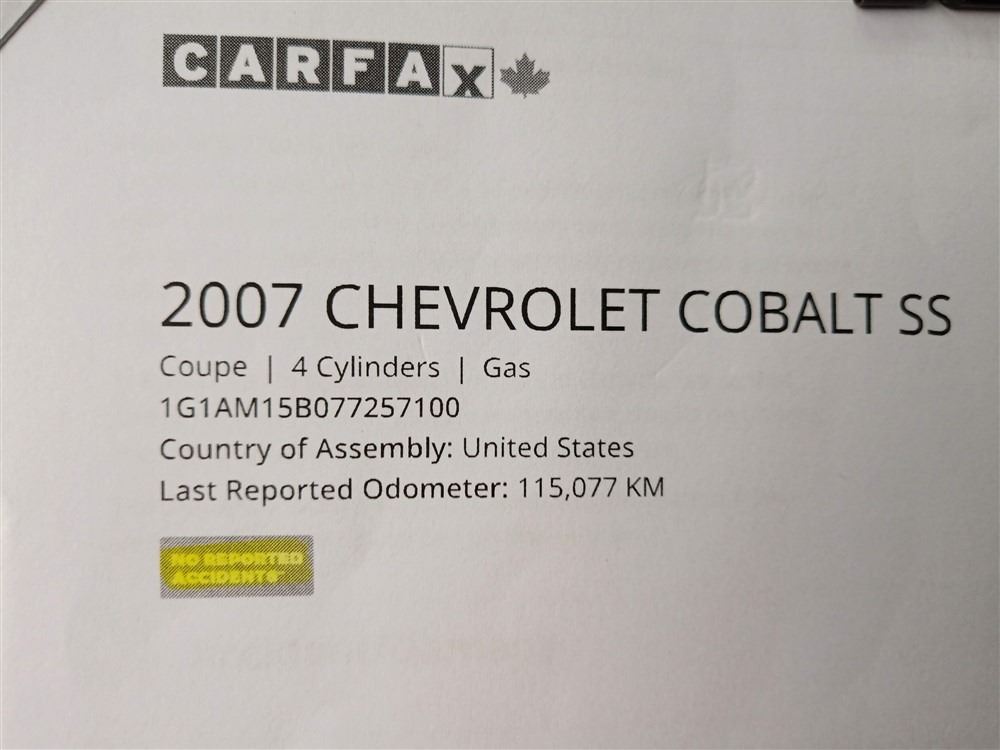 CARFAX
2007 CHEVROLET COBALT SS
Coupe | 4 Cylinders | Gas
1G1AM15B077257100
Country of Assembly: United States
Last Reported Odometer: 115,077 KM
NO REPORTED
ACCIDENTS